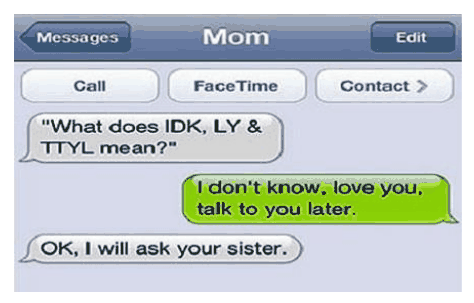 Messages
Mom
Edit
Call
FaceTime
Contact >
"What does IDK, LY &
TTYL mean?"
I don't know, love you,
talk to you later.
OK, I will ask your sister.